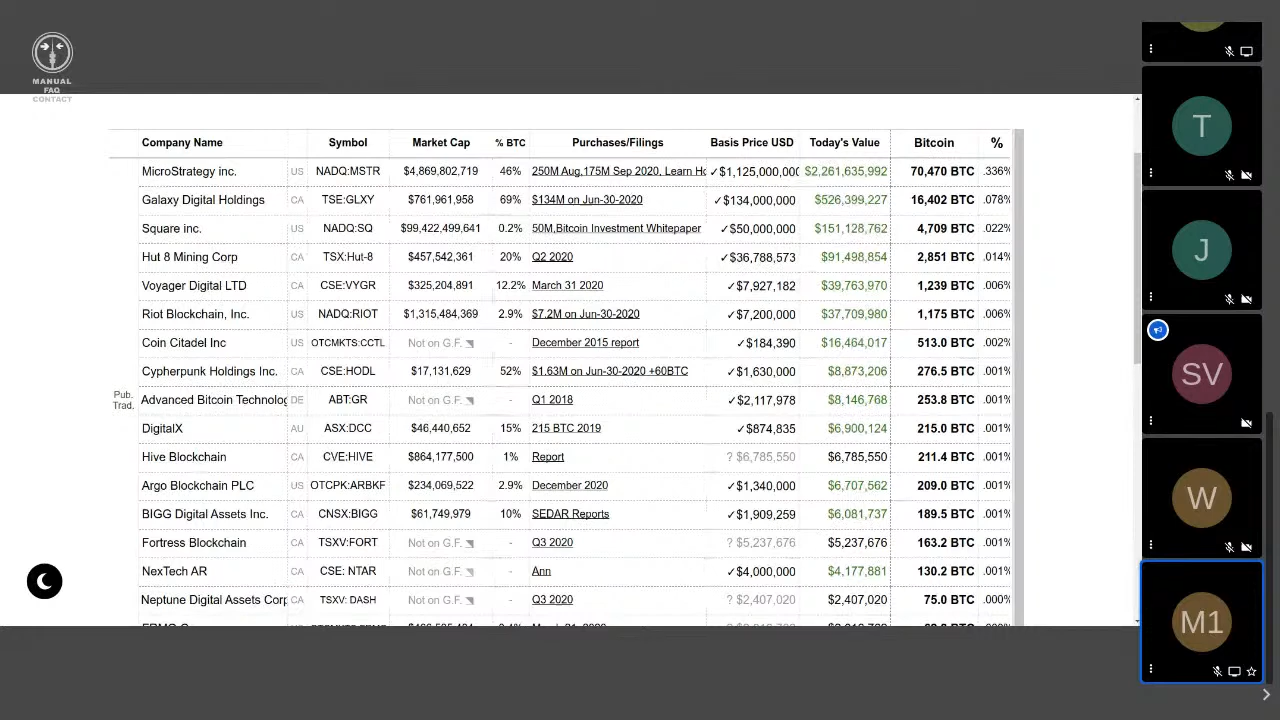 MANUAL
FAQ
CONTACT
Company Name Symbol Market Cap % BTC Purchases/Filings Basis Price USD Today's Value Bitcoin %
MicroStrategy inc. US NADQ:MSTR $4,869,802,719 46% 250M Aug,175M Sep 2020, Learn Ho ✓$1,125,000,000 $2,261,635,992 70,470 BTC .336%
Galaxy Digital Holdings CA TSE:GLXY $761,961,958 69% $134M on Jun-30-2020 ✓$134,000,000 $526,399,227 16,402 BTC .078%
Square inc. US NADQ:SQ $99,422,499,641 0.2% 50M,Bitcoin Investment Whitepaper ✓$50,000,000 $151,128,762 4,709 BTC .022%
Hut 8 Mining Corp CA TSX:Hut-8 $457,542,361 20% Q2 2020 ✓$36,788,573 $91,498,854 2,851 BTC .014%
Voyager Digital LTD CA CSE:VYGR $325,204,891 12.2% March 31 2020 ✓$7,927,182 $39,763,970 1,239 BTC .006%
Riot Blockchain, Inc. US NADQ:RIOT $1,315,484,369 2.9% $7.2M on Jun-30-2020 ✓$7,200,000 $37,709,980 1,175 BTC .006%
Coin Citadel Inc US OTCMKTS:CCTL Not on G.F. - December 2015 report ✓$184,390 $16,464,017 513.0 BTC .002%
Cypherpunk Holdings Inc. CA CSE:HODL $17,131,629 52% $1.63M on Jun-30-2020 +60BTC ✓$1,630,000 $8,873,206 276.5 BTC .001%
Pub. Trad.
Advanced Bitcoin Technolog DE ABT:GR Not on G.F. - Q1 2018 ✓$2,117,978 $8,146,768 253.8 BTC .001%
DigitalX AU ASX:DCC $46,440,652 15% 215 BTC 2019 ✓$874,835 $6,900,124 215.0 BTC .001%
Hive Blockchain CA CVE:HIVE $864,177,500 1% Report ? $6,785,550 $6,785,550 211.4 BTC .001%
Argo Blockchain PLC US OTCPK:ARBKF $234,069,522 2.9% December 2020 ✓$1,340,000 $6,707,562 209.0 BTC .001%
BIGG Digital Assets Inc. CA CNSX:BIGG $61,749,979 10% SEDAR Reports ✓$1,909,259 $6,081,737 189.5 BTC .001%
Fortress Blockchain CA TSXV:FORT Not on G.F. - Q3 2020 ? $5,237,676 $5,237,676 163.2 BTC .001%
NexTech AR CA CSE: NTAR Not on G.F. - Ann ✓$4,000,000 $4,177,881 130.2 BTC .001%
Neptune Digital Assets Corp CA TSXV: DASH Not on G.F. - Q3 2020 ? $2,407,020 $2,407,020 75.0 BTC .000%
T
J
SV
W
M1